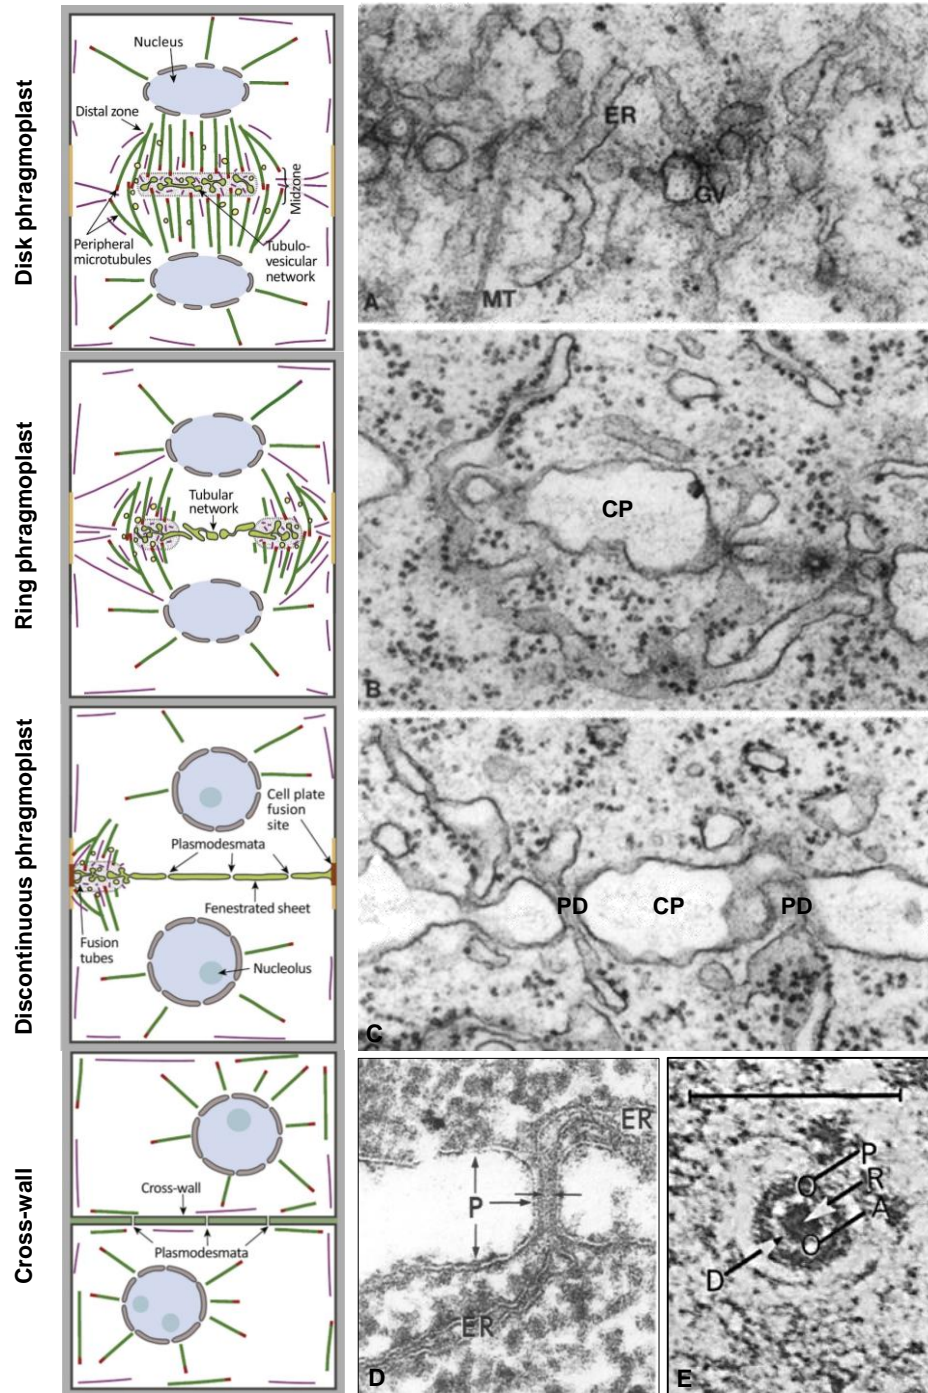 Disk phragmoplast
Nucleus
Distal zone
Midzone
Peripheral
microtubules
Tubulo-
vesicular
network
ER
GV
MT
A
Ring phragmoplast
Tubular
network
CP
B
Discontinuous phragmoplast
Cell plate
fusion
site
Plasmodesmata
Fenestrated sheet
Fusion
tubes
Nucleolus
PD
CP
PD
C
Cross-wall
Cross-wall
Plasmodesmata
ER
P
ER
D
P
R
A
D
E